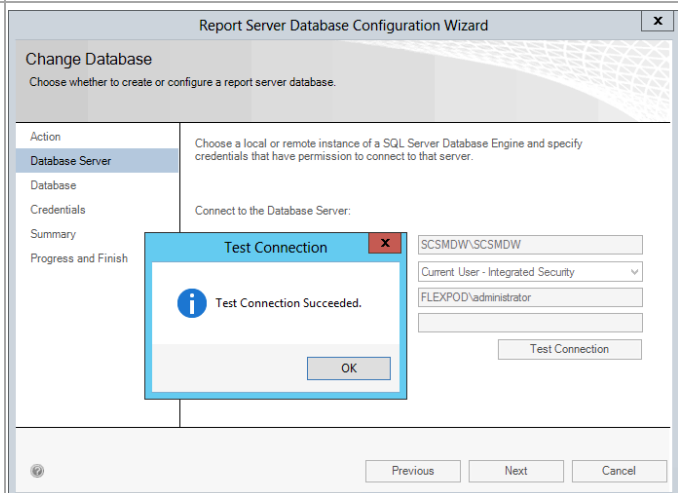 Report Server Database Configuration Wizard
x
Change Database
Choose whether to create or configure a report server database.
Action
Database Server
Database
Credentials
Summary
Progress and Finish
Choose a local or remote instance of a SQL Server Database Engine and specify
credentials that have permission to connect to that server.
Connect to the Database Server:
SCSMDW\SCSMDW
Current User - Integrated Security
FLEXPOD\administrator
Test Connection
Test Connection
x
Test Connection Succeeded.
OK
Previous
Next
Cancel